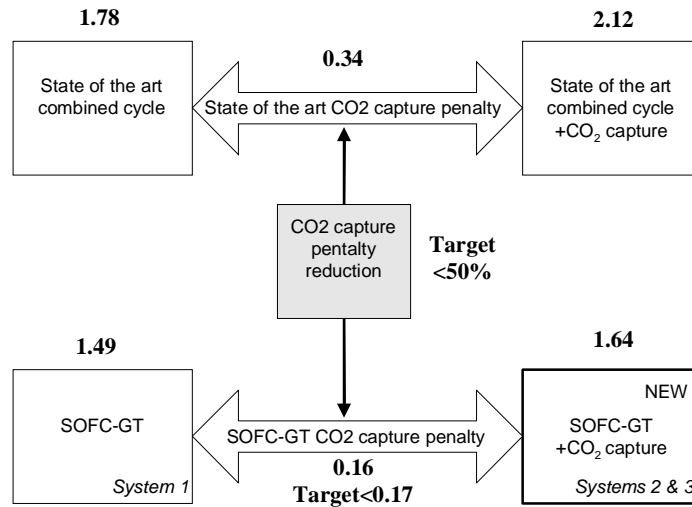 1.78
2.12
0.34
State of the art
combined cycle
State of the art CO2 capture penalty
State of the art
combined cycle
+CO₂ capture
CO2 capture
pentalty
reduction
Target
<50%
1.49
1.64
SOFC-GT
System 1
SOFC-GT CO2 capture penalty
0.16
Target<0.17
NEW
SOFC-GT
+CO₂ capture
Systems 2 & 3